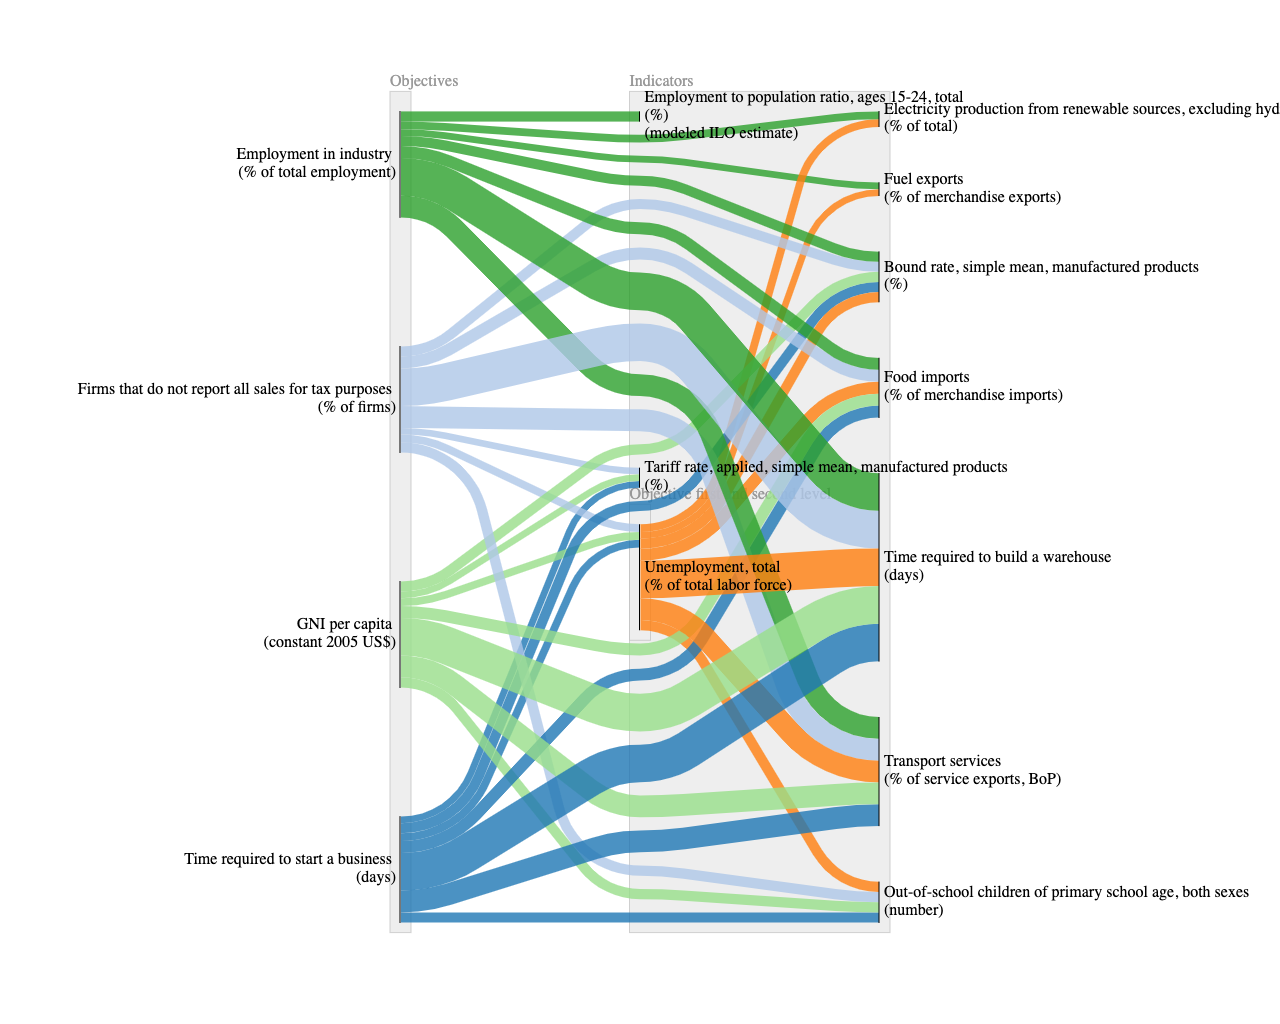 Objectives
Indicators
Employment to population ratio, ages 15-24, total
(%)
(modeled ILO estimate)
Electricity production from renewable sources, excluding hyd
(% of total)
Employment in industry
(% of total employment)
Fuel exports
(% of merchandise exports)
Bound rate, simple mean, manufactured products
(%)
Firms that do not report all sales for tax purposes
(% of firms)
Food imports
(% of merchandise imports)
Tariff rate, applied, simple mean, manufactured products
(%)
Objective second level
Unemployment, total
(% of total labor force)
Time required to build a warehouse
(days)
GNI per capita
(constant 2005 US$)
Transport services
(% of service exports, BoP)
Time required to start a business
(days)
Out-of-school children of primary school age, both sexes
(number)